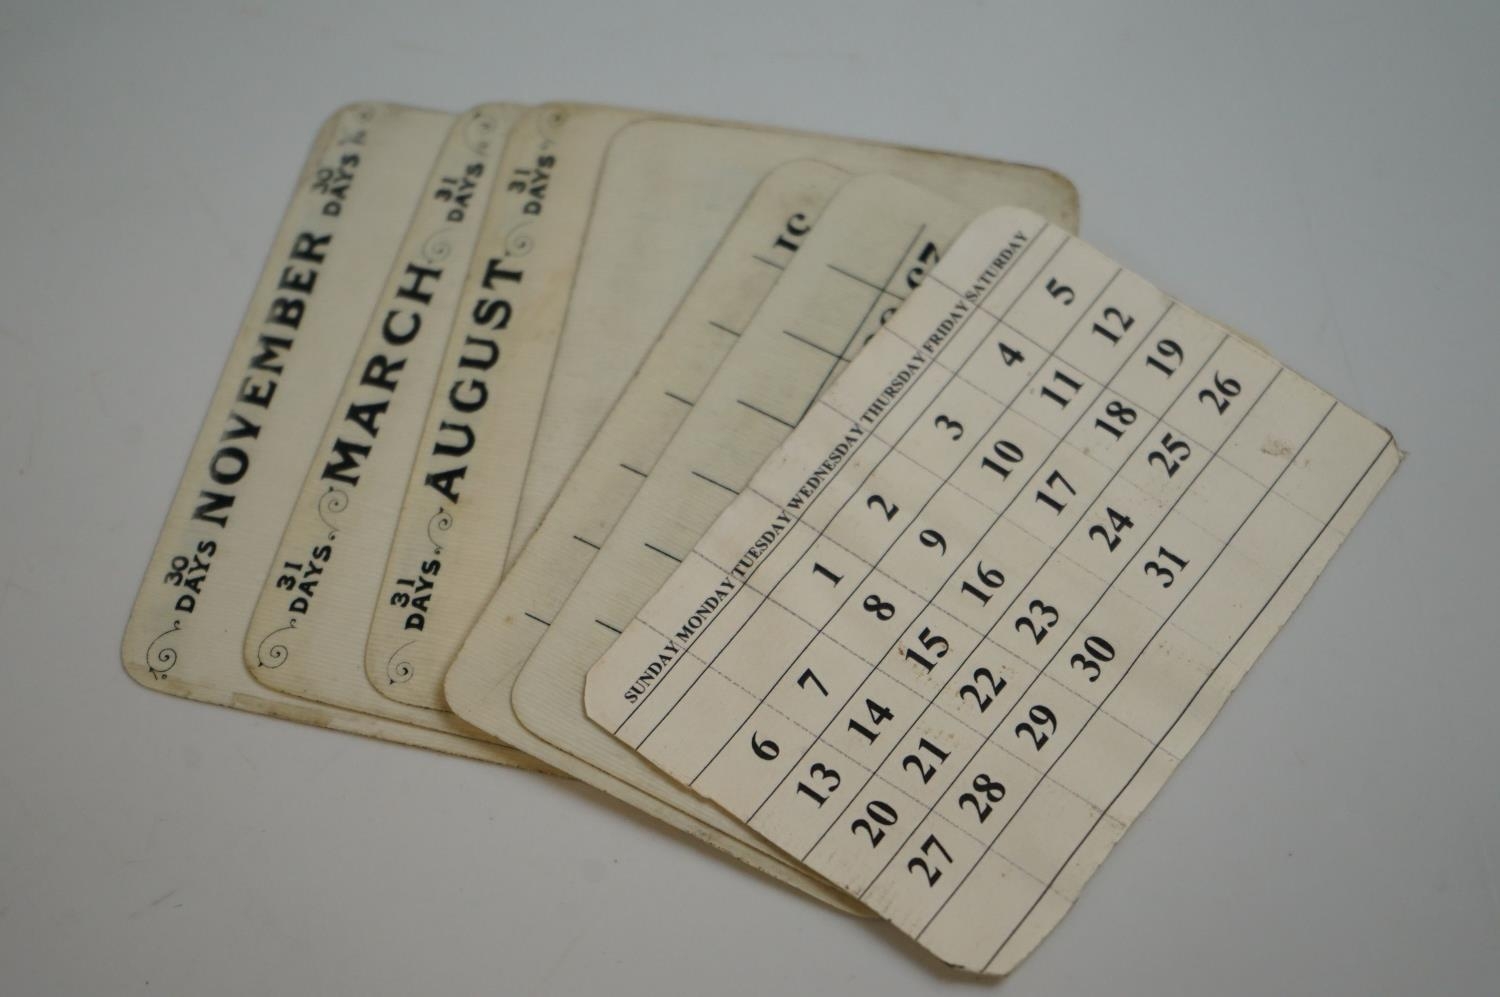 30 DAYS NOVEMBER 30 DAYS
31 DAYS MARCH 31 DAYS
31 DAYS AUGUST 31 DAYS
SUNDAY MONDAY TUESDAY WEDNESDAY THURSDAY FRIDAY SATURDAY
1 2 3 4 5
6 7 8 9 10 11 12
13 14 15 16 17 18 19
20 21 22 23 24 25 26
27 28 29 30 31